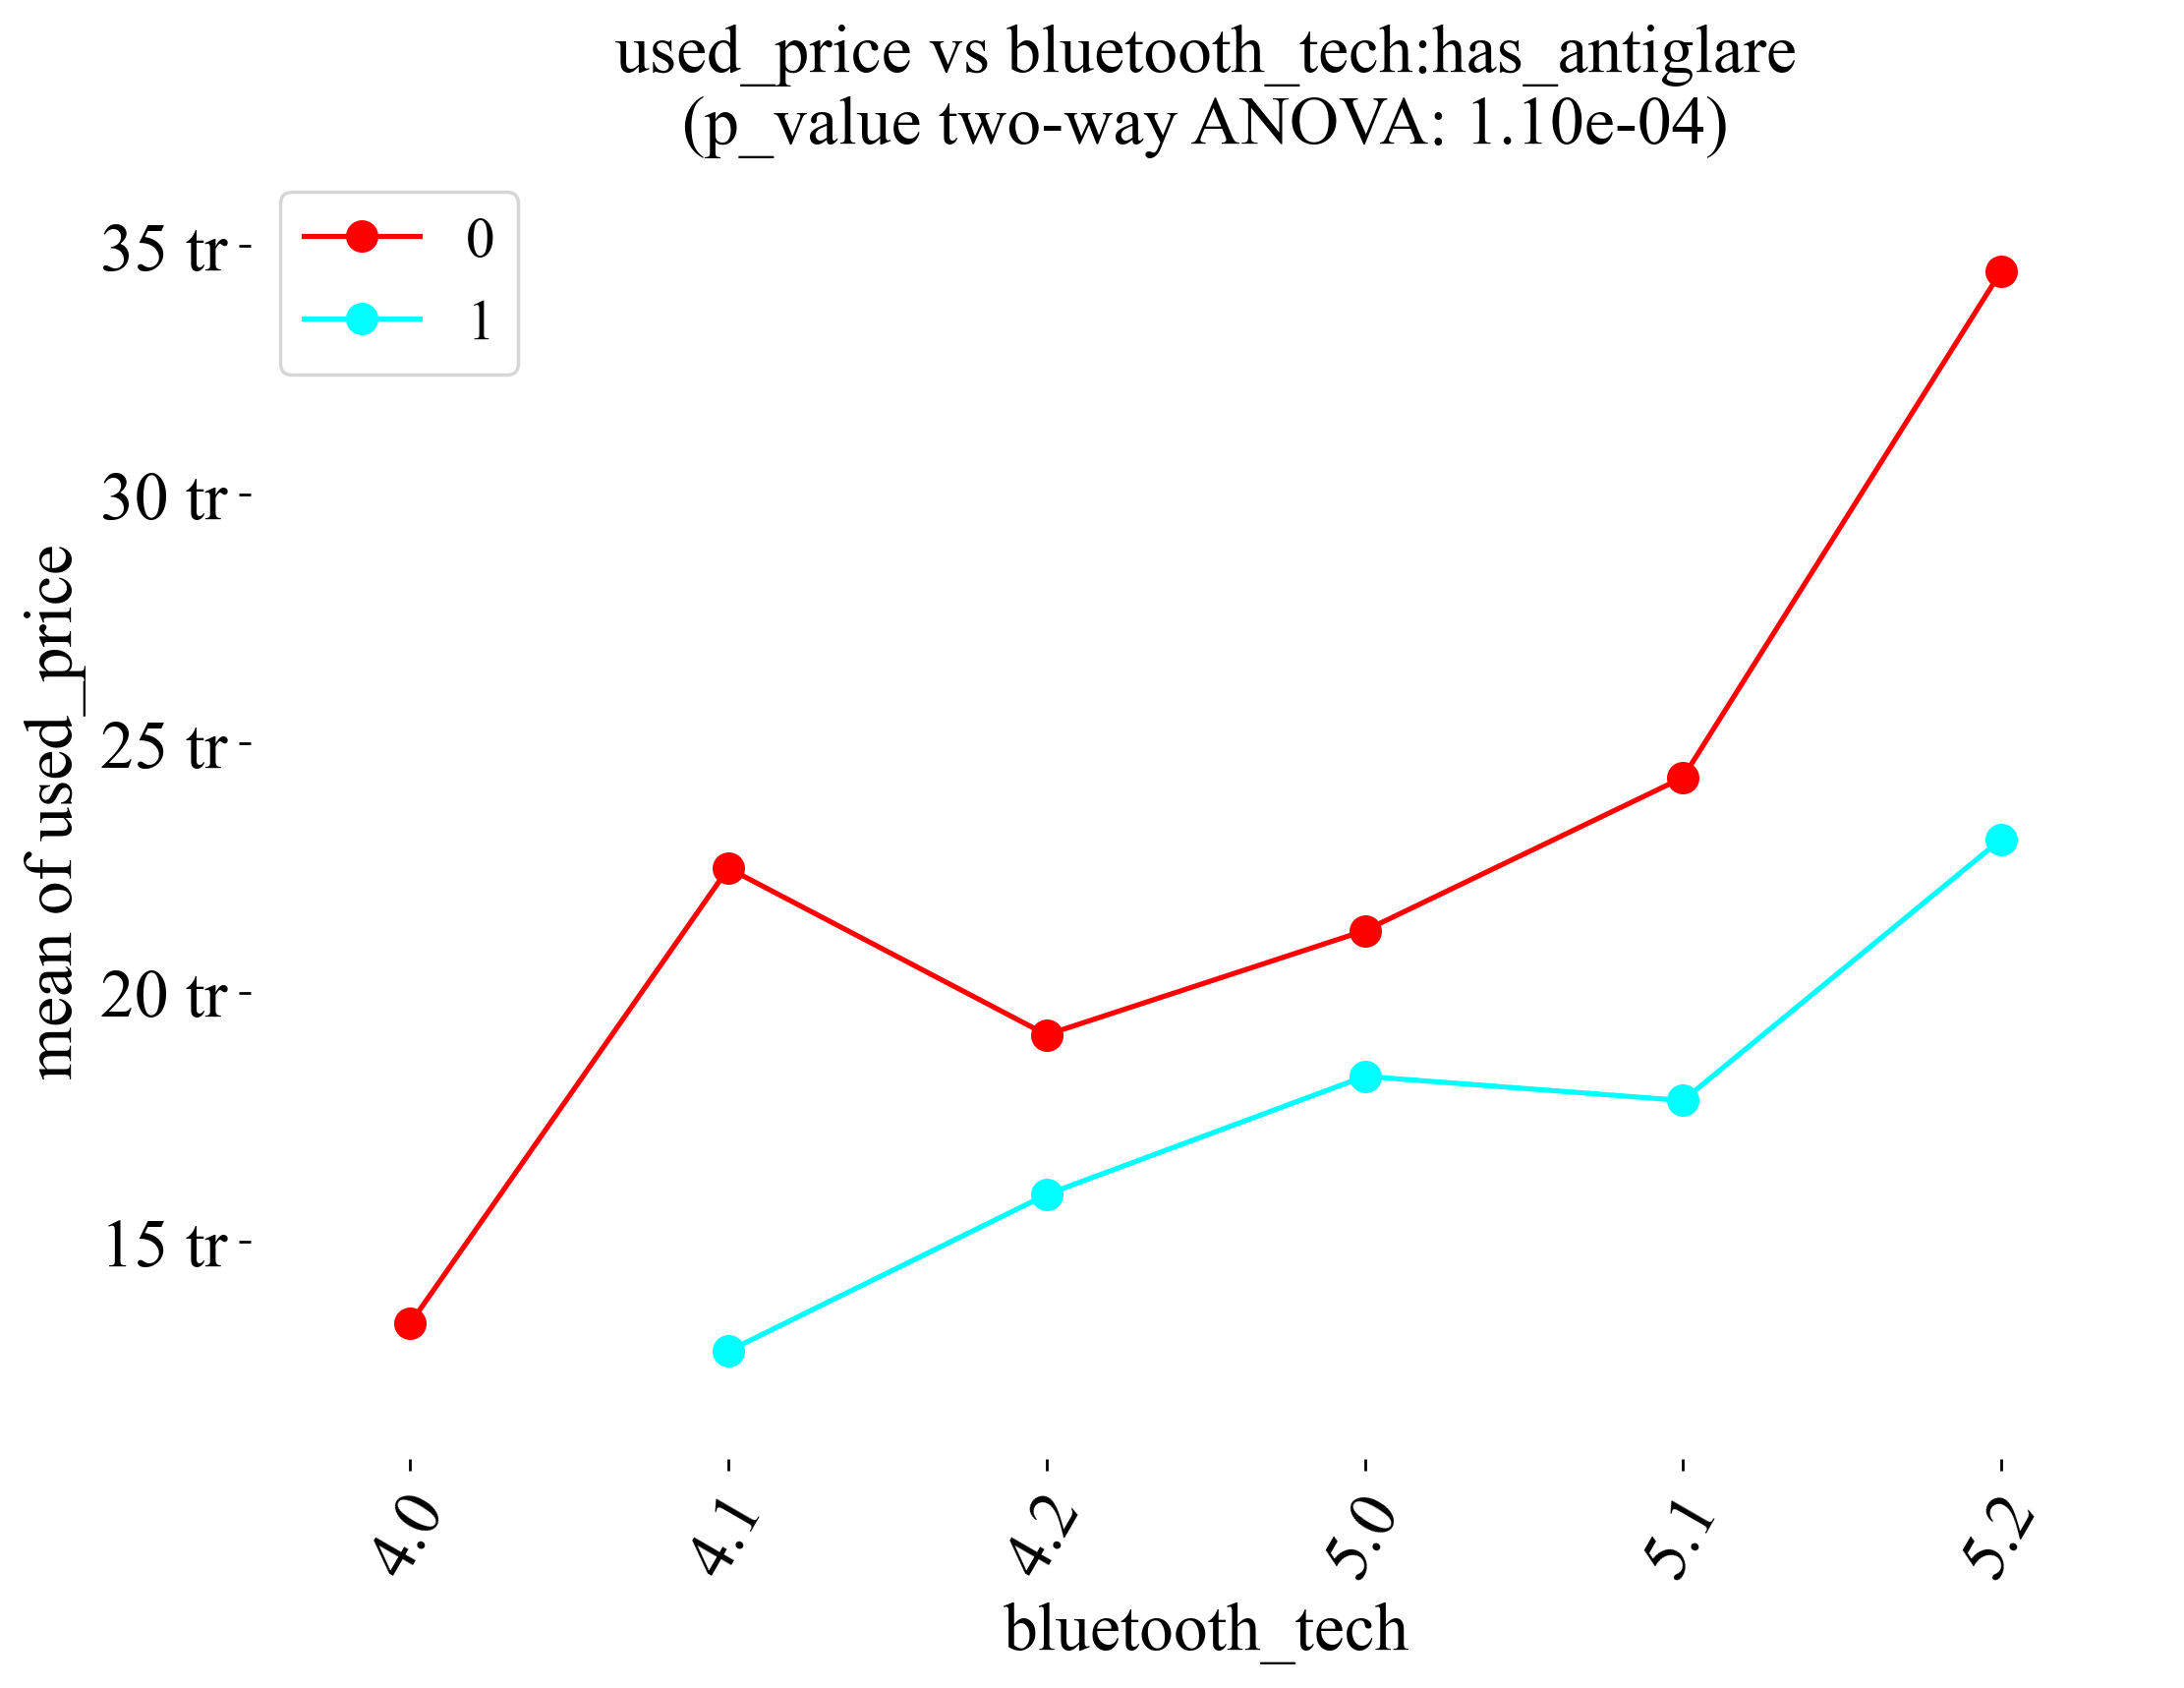 used_price vs bluetooth_tech:has_antiglare
(p_value two-way ANOVA: 1.10e-04)
0
1
35 tr
30 tr
25 tr
20 tr
15 tr
mean of used_price
4.0
4.1
4.2
5.0
5.1
5.2
bluetooth_tech